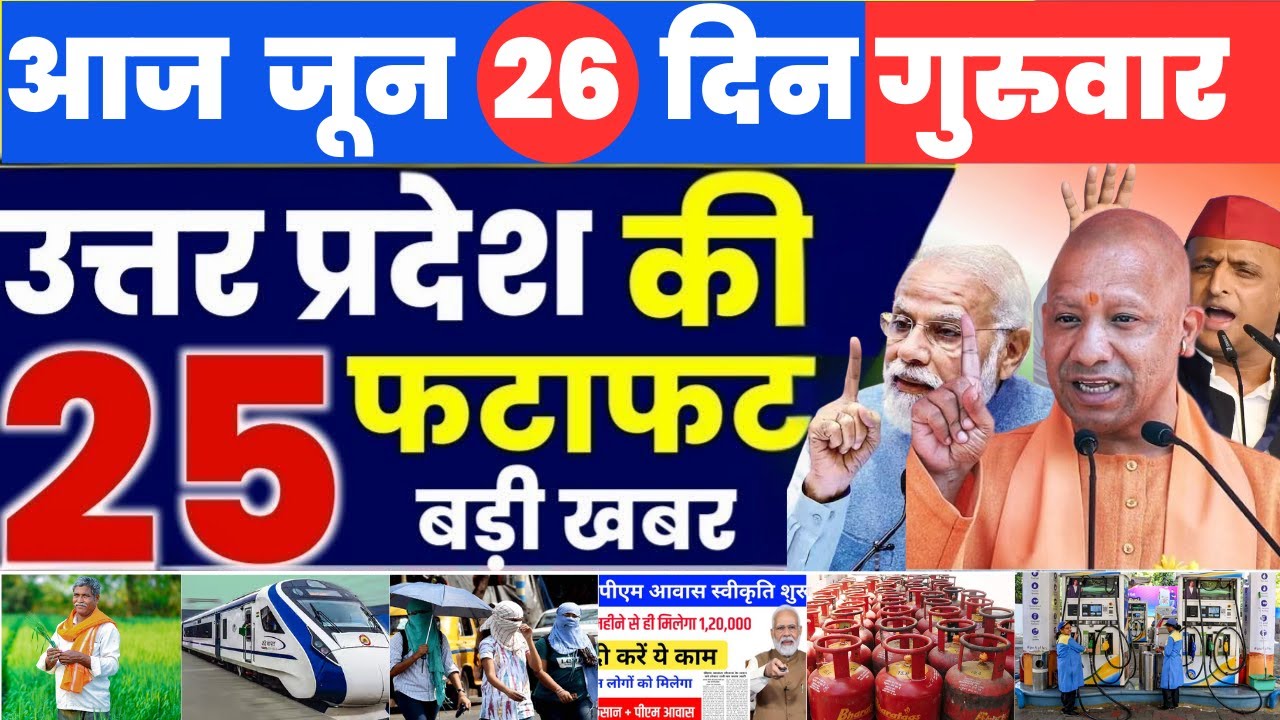 आज जून 26 दिन गुरुवार
उत्तर प्रदेश की
25 फटाफट
बड़ी खबर
पीएम आवास स्वीकृति शुरू
महीने से ही मिलेगा 1,20,000
करें ये काम
लोगों को मिलेगा
किसान + पीएम आवास